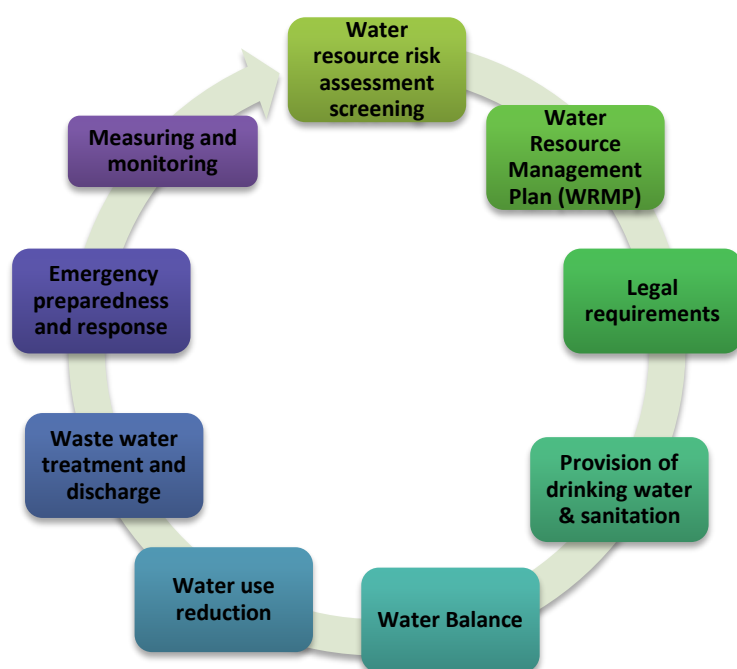 Water
resource risk
assessment
screening
Water
Resource
Management
Plan (WRMP)
Legal
requirements
Provision of
drinking water
& sanitation
Water Balance
Water use
reduction
Waste water
treatment and
discharge
Emergency
preparedness
and response
Measuring and
monitoring